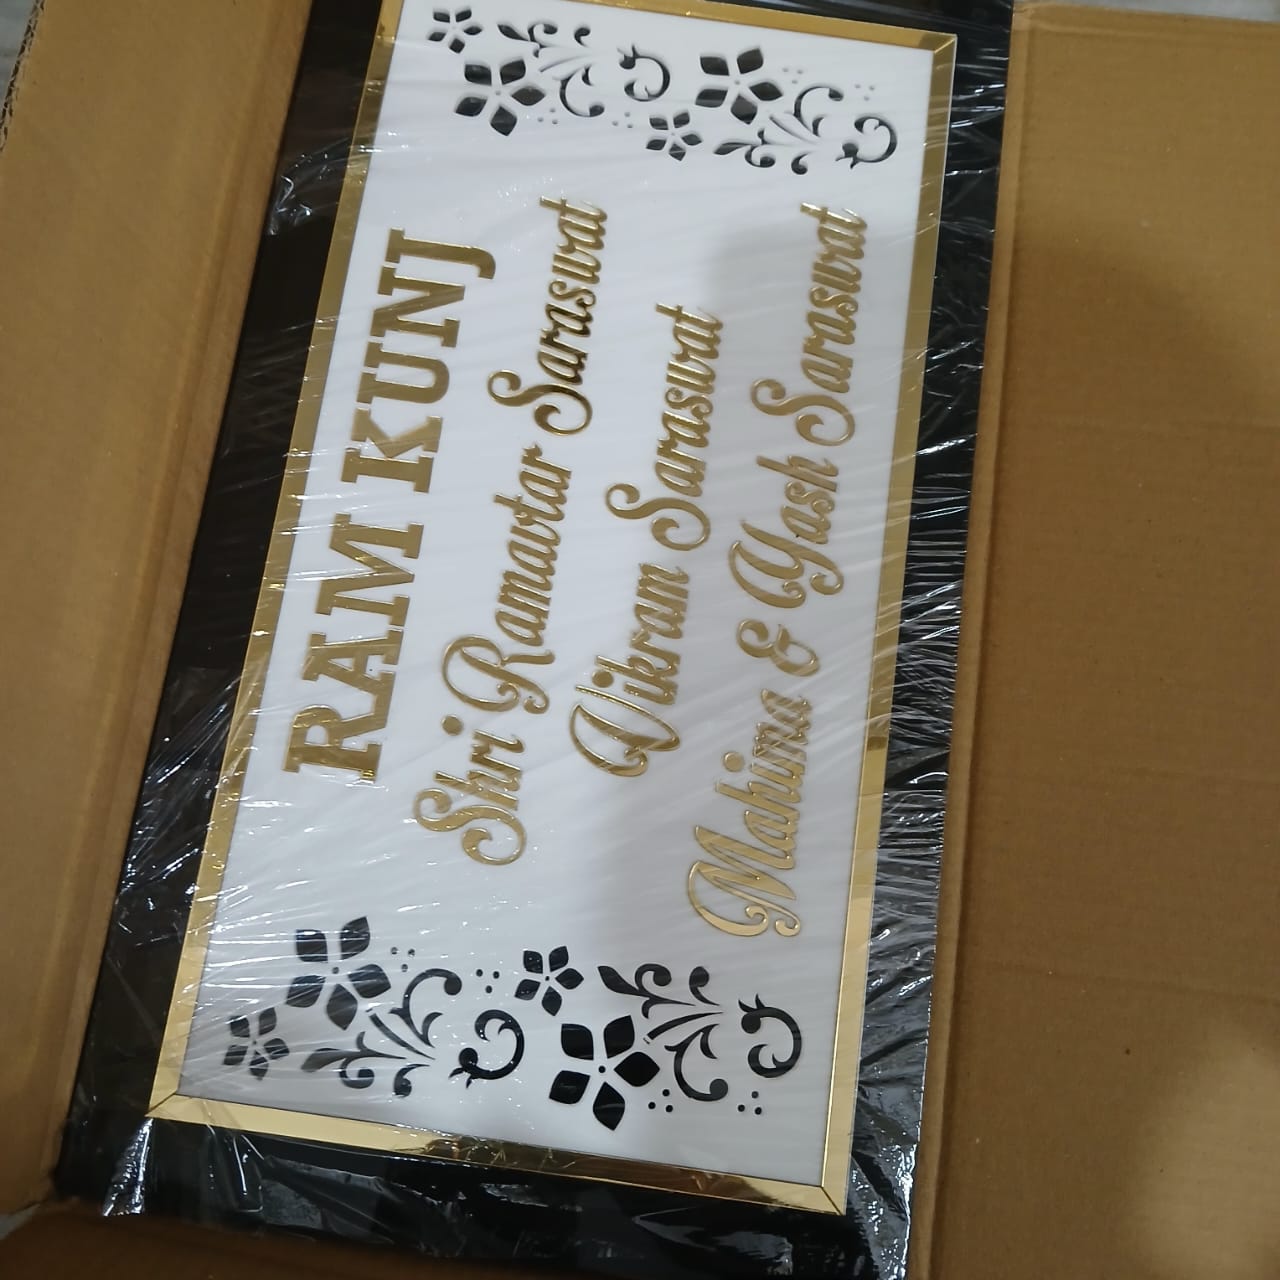 RAM KUNJ
Shri Ramavtar Saraswat
Vikram Saraswat
Mahima & Yash Saraswat